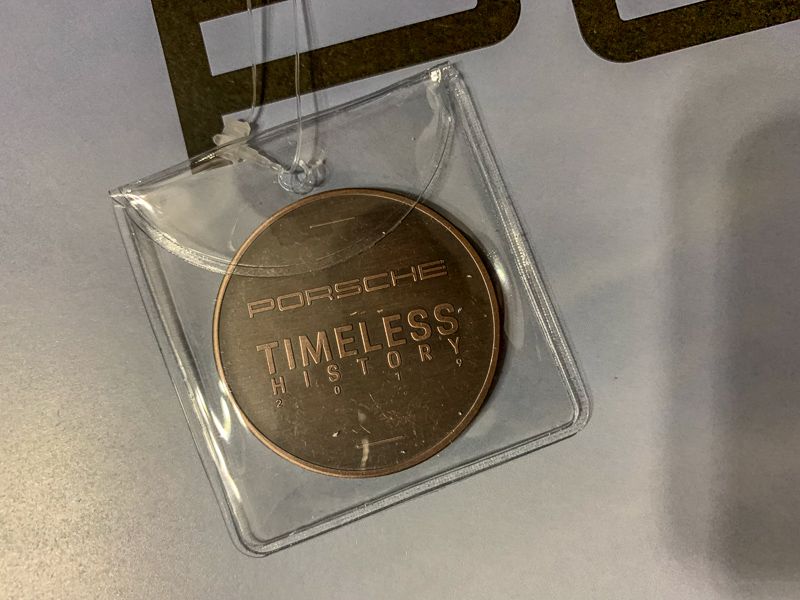 PORSCHE
TIMELESS
HISTORY
2019